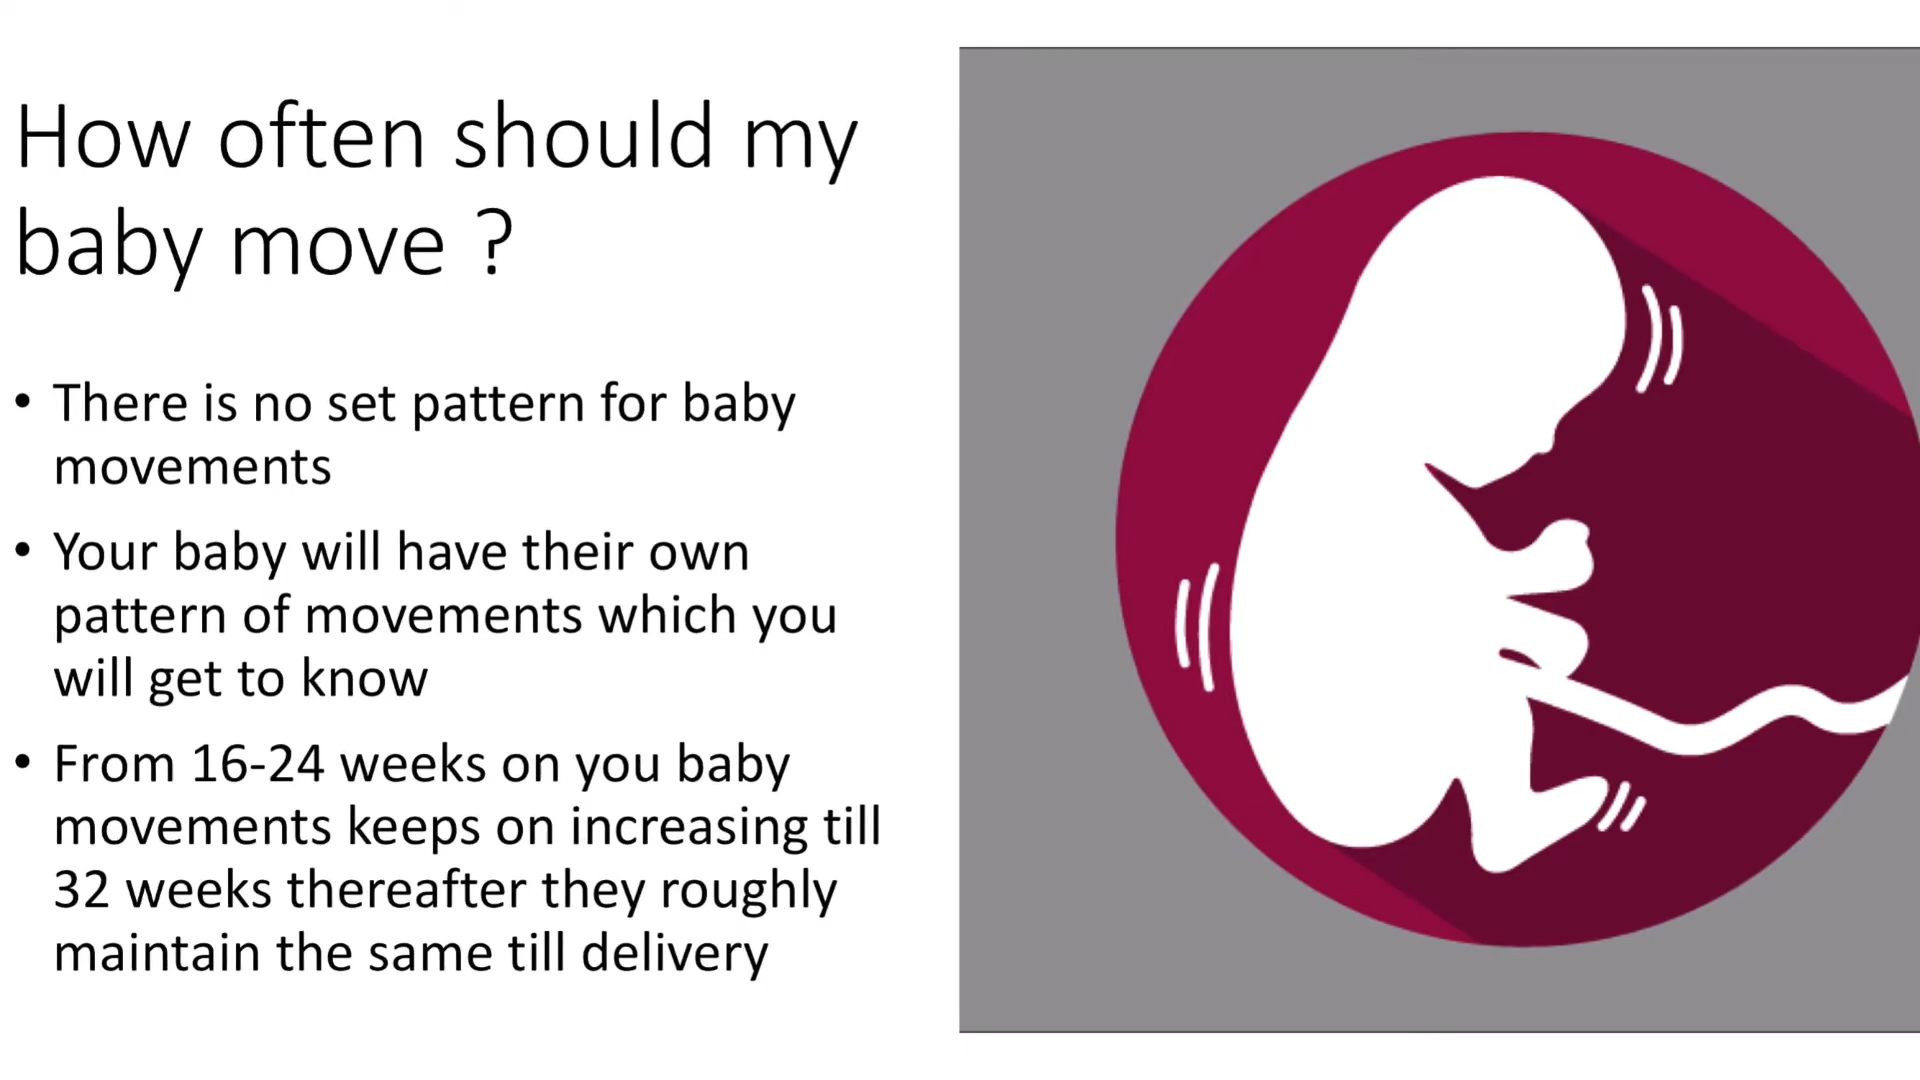 How often should my
baby move ?
• There is no set pattern for baby
movements
• Your baby will have their own
pattern of movements which you
will get to know
• From 16-24 weeks on you baby
movements keeps on increasing till
32 weeks thereafter they roughly
maintain the same till delivery